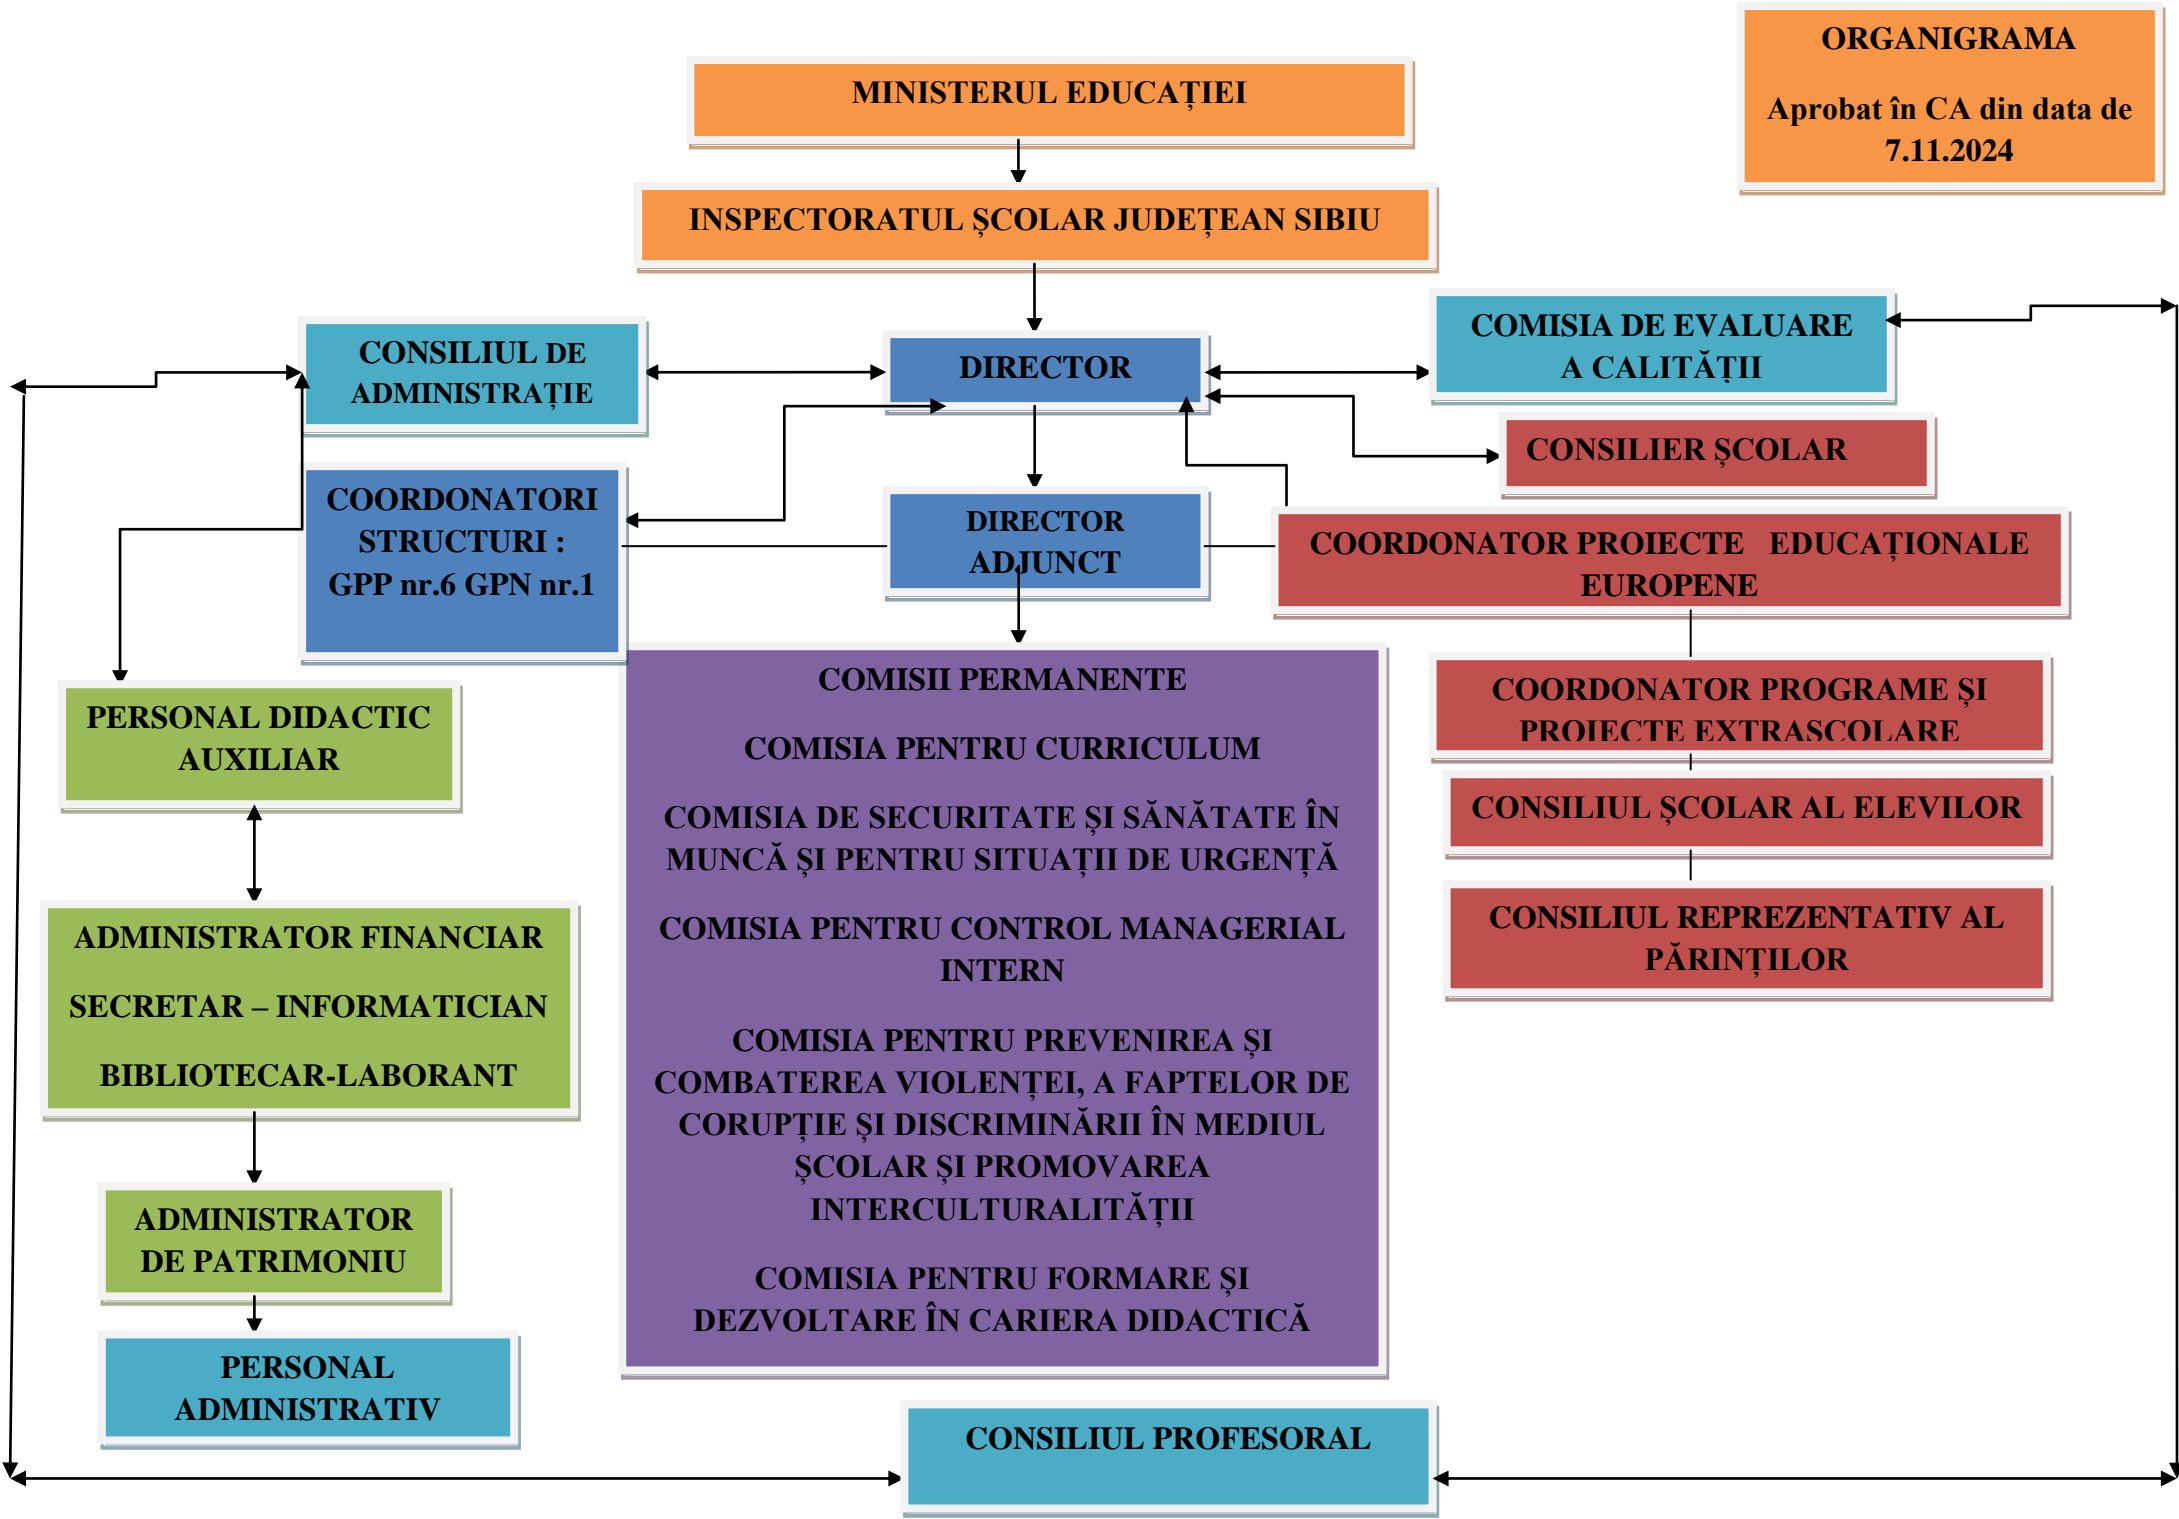 ORGANIGRAMA
Aprobat în CA din data de
7.11.2024
MINISTERUL EDUCAȚIEI
INSPECTORATUL ȘCOLAR JUDEȚEAN SIBIU
CONSILIUL DE
ADMINISTRAȚIE
DIRECTOR
COMISIA DE EVALUARE
A CALITĂȚII
CONSILIER ȘCOLAR
COORDONATORI
STRUCTURI :
GPP nr.6 GPN nr.1
DIRECTOR
ADJUNCT
COORDONATOR PROIECTE EDUCAȚIONALE
EUROPENE
COORDONATOR PROGRAME ȘI
PROIECTE EXTRASCOLARE
CONSILIUL ȘCOLAR AL ELEVILOR
CONSILIUL REPREZENTATIV AL
PĂRINȚILOR
PERSONAL DIDACTIC
AUXILIAR
ADMINISTRATOR FINANCIAR
SECRETAR – INFORMATICIAN
BIBLIOTECAR-LABORANT
ADMINISTRATOR
DE PATRIMONIU
PERSONAL
ADMINISTRATIV
COMISII PERMANENTE
COMISIA PENTRU CURRICULUM
COMISIA DE SECURITATE ȘI SĂNĂTATE ÎN
MUNCĂ ȘI PENTRU SITUAȚII DE URGENȚĂ
COMISIA PENTRU CONTROL MANAGERIAL
INTERN
COMISIA PENTRU PREVENIREA ȘI
COMBATEREA VIOLENȚEI, A FAPTELOR DE
CORUPȚIE ȘI DISCRIMINĂRII ÎN MEDIUL
ȘCOLAR ȘI PROMOVAREA
INTERCULTURALITĂȚII
COMISIA PENTRU FORMARE ȘI
DEZVOLTARE ÎN CARIERA DIDACTICĂ
CONSILIUL PROFESORAL